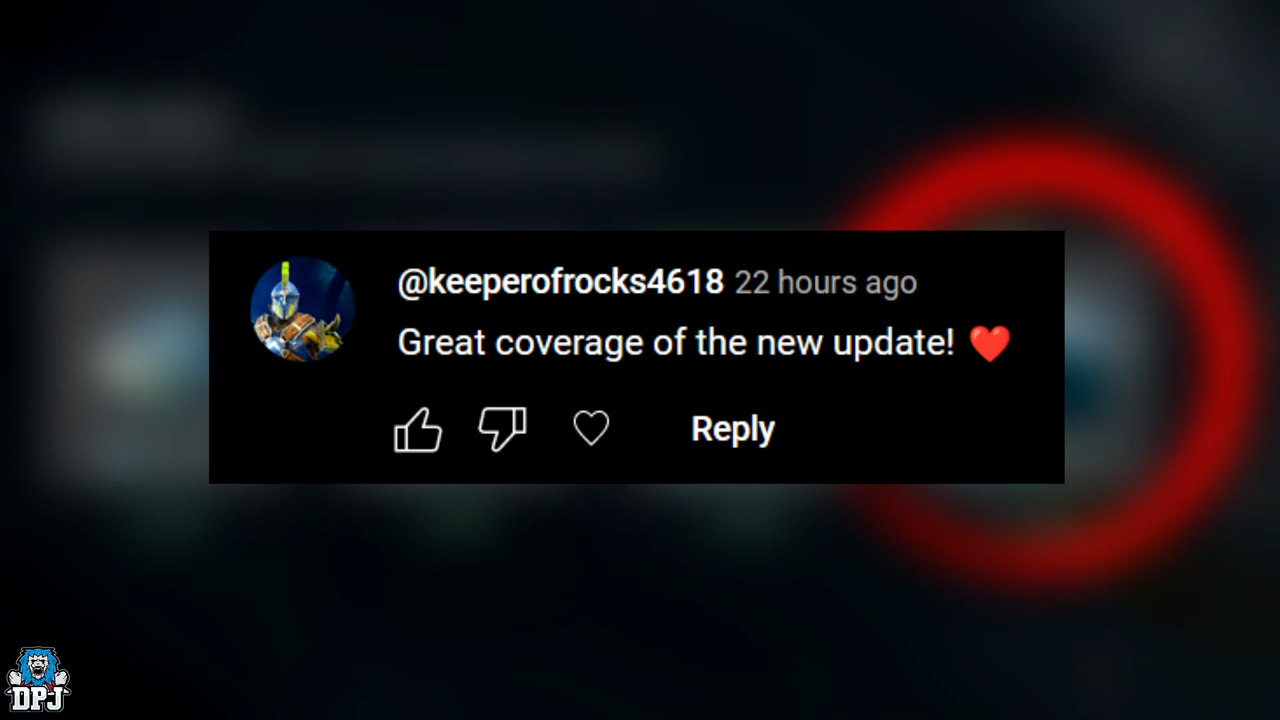 @keeperofrocks4618 22 hours ago
Great coverage of the new update! ❤️
Reply
DPJ